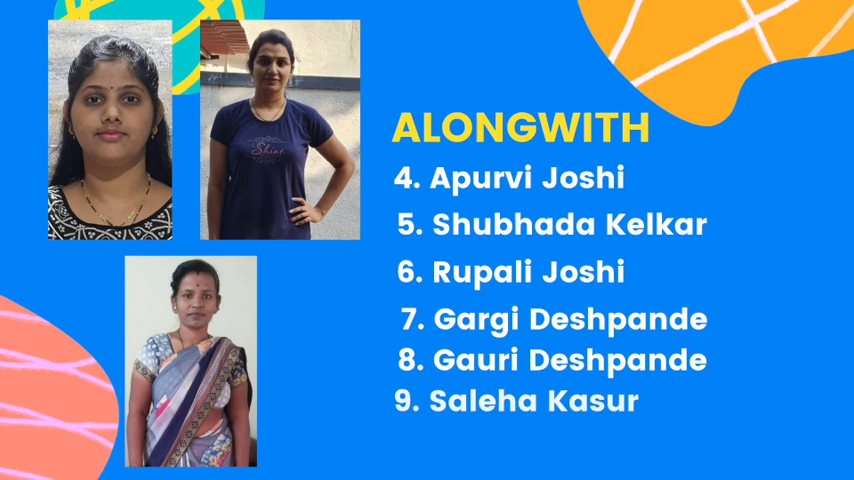 Shine
ALONGWITH
4. Apurvi Joshi
5. Shubhada Kelkar
6. Rupali Joshi
7. Gargi Deshpande
8. Gauri Deshpande
9. Saleha Kasur